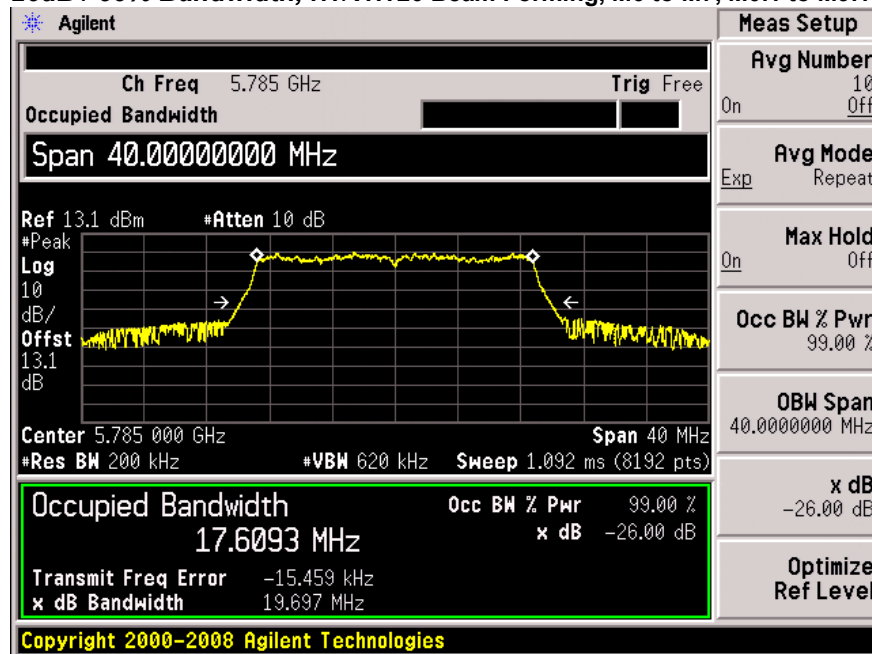 Agilent
Meas Setup
Ch Freq 5.785 GHz Trig Free
Occupied Bandwidth
Span 40.00000000 MHz
Ref 13.1 dBm #Atten 10 dB
#Peak
Log
10
dB/
Offst
13.1
dB
Center 5.785 000 GHz Span 40 MHz
#Res BW 200 kHz #VBW 620 kHz Sweep 1.092 ms (8192 pts)
Occupied Bandwidth Occ BW % Pwr 99.00 %
17.6093 MHz x dB -26.00 dB
Transmit Freq Error -15.459 kHz
x dB Bandwidth 19.697 MHz
Copyright 2000-2008 Agilent Technologies
Avg Number
10
On Off
Avg Mode
Exp Repeat
Max Hold
On Off
Occ BW % Pwr
99.00 %
OBW Span
40.0000000 MHz
x dB
-26.00 dB
Optimize
Ref Level